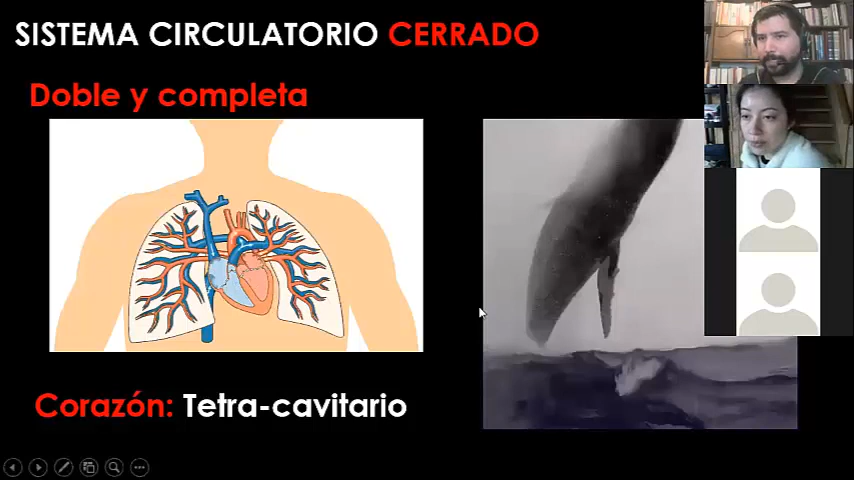 SISTEMA CIRCULATORIO CERRADO
Doble y completa
Corazón: Tetra-cavitario